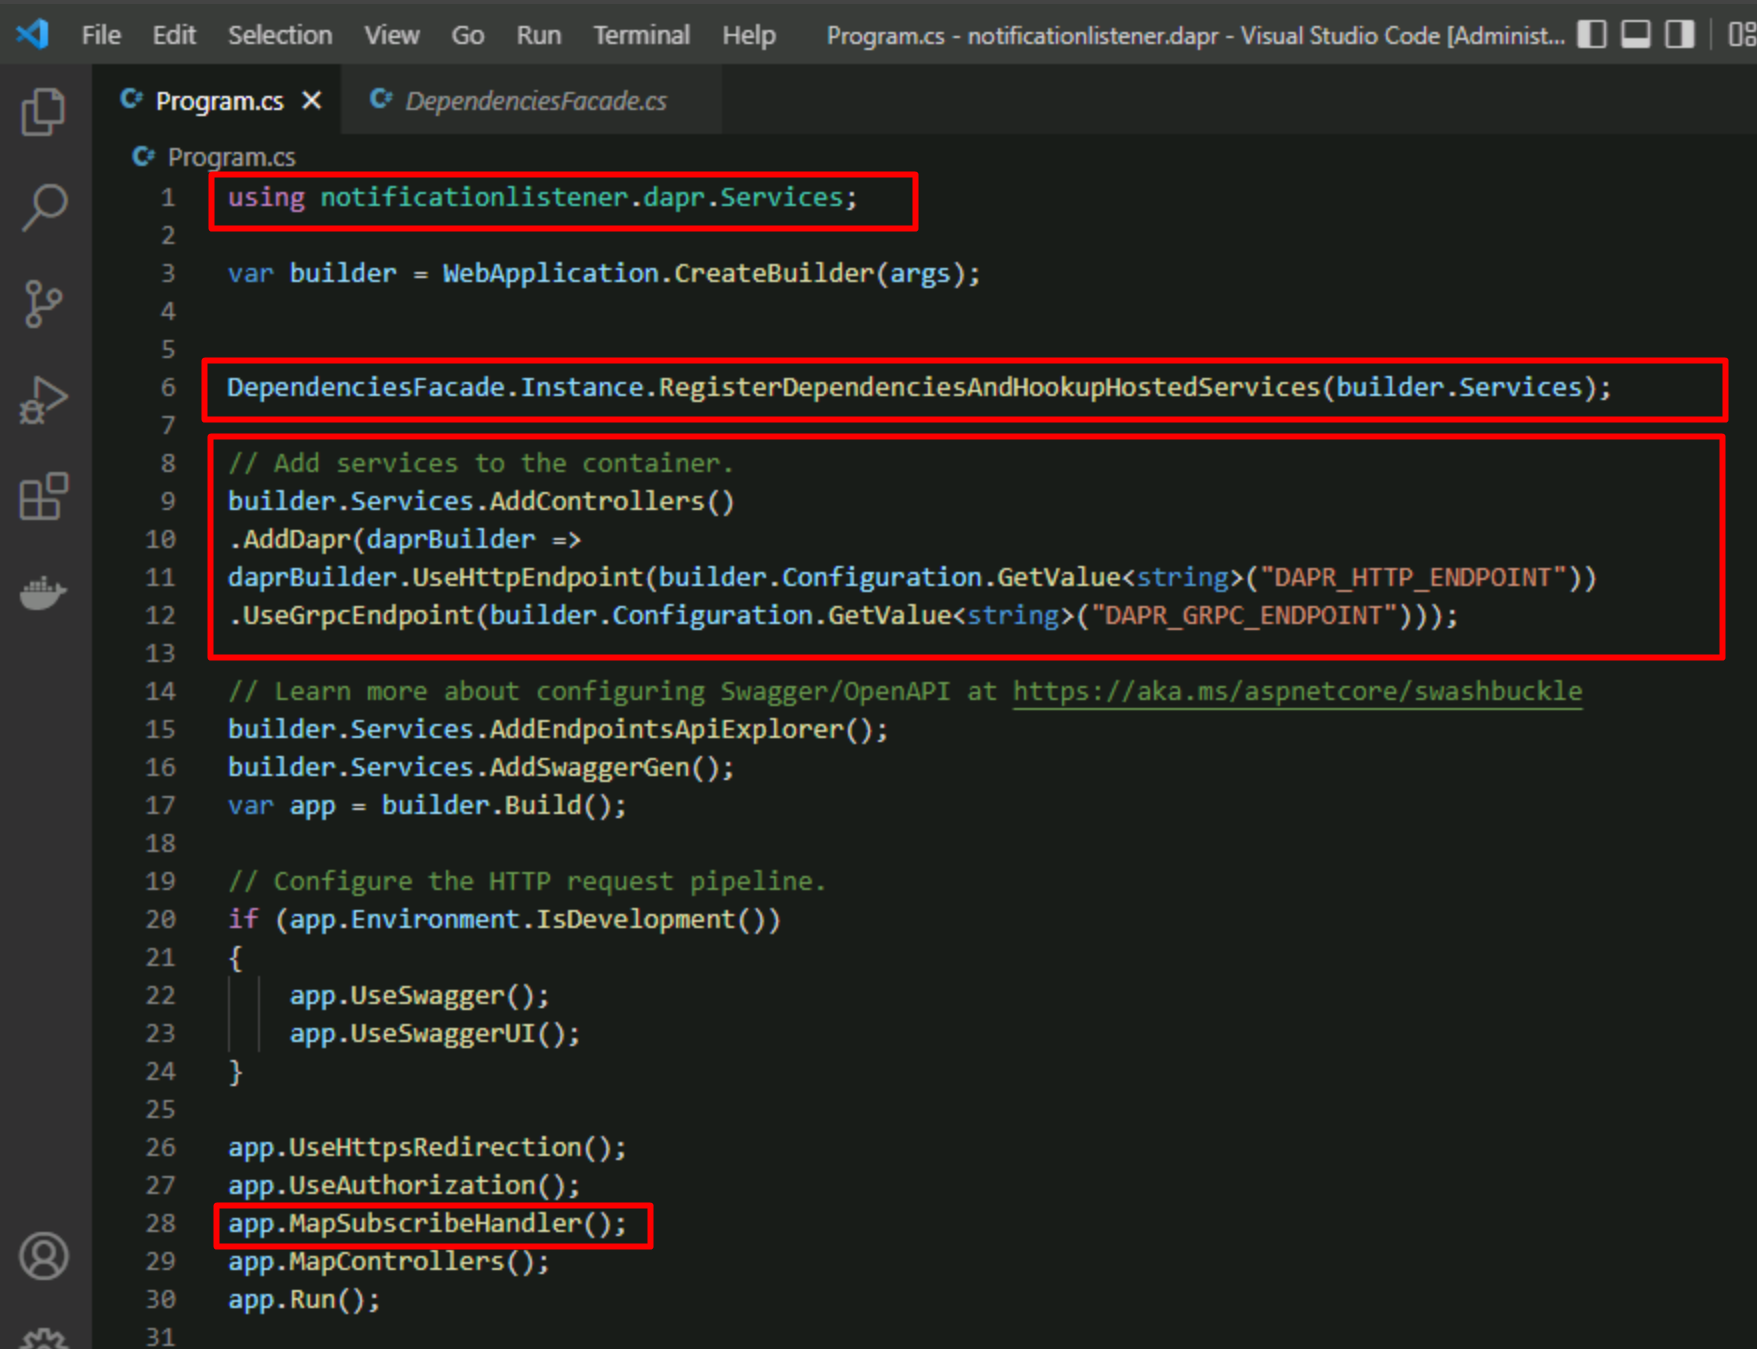 File Edit Selection View Go Run Terminal Help Program.cs - notificationlistener.dapr - Visual Studio Code [Administ...
Program.cs DependenciesFacade.cs
Program.cs
1 using notificationlistener.dapr.Services;
2
3 var builder = WebApplication.CreateBuilder(args);
4
5
6 DependenciesFacade.Instance.RegisterDependenciesAndHookupHostedServices(builder.Services);
7
8 // Add services to the container.
9 builder.Services.AddControllers()
10 .AddDapr(daprBuilder =>
11 daprBuilder.UseHttpEndpoint(builder.Configuration.GetValue<string>("DAPR_HTTP_ENDPOINT"))
12 .UseGrpcEndpoint(builder.Configuration.GetValue<string>("DAPR_GRPC_ENDPOINT")));
13
14 // Learn more about configuring Swagger/OpenAPI at https://aka.ms/aspnetcore/swashbuckle
15 builder.Services.AddEndpointsApiExplorer();
16 builder.Services.AddSwaggerGen();
17 var app = builder.Build();
18
19 // Configure the HTTP request pipeline.
20 if (app.Environment.IsDevelopment())
21 {
22 app.UseSwagger();
23 app.UseSwaggerUI();
24 }
25
26 app.UseHttpsRedirection();
27 app.UseAuthorization();
28 app.MapSubscribeHandler();
29 app.MapControllers();
30 app.Run();
31